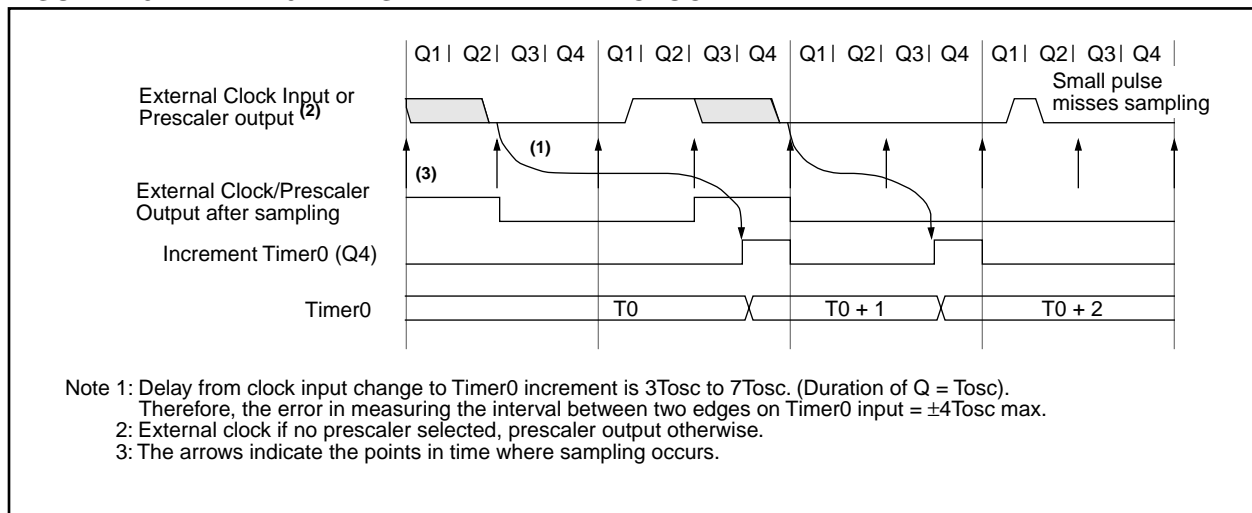 Q1| Q2| Q3| Q4 Q1| Q2| Q3| Q4 Q1| Q2| Q3| Q4 Q1| Q2| Q3| Q4
External Clock Input or
Prescaler output (2)
Small pulse
misses sampling
(1)
(3)
External Clock/Prescaler
Output after sampling
Increment Timer0 (Q4)
Timer0 T0 T0 + 1 T0 + 2
Note 1: Delay from clock input change to Timer0 increment is 3Tosc to 7Tosc. (Duration of Q = Tosc).
Therefore, the error in measuring the interval between two edges on Timer0 input = ±4Tosc max.
2: External clock if no prescaler selected, prescaler output otherwise.
3: The arrows indicate the points in time where sampling occurs.